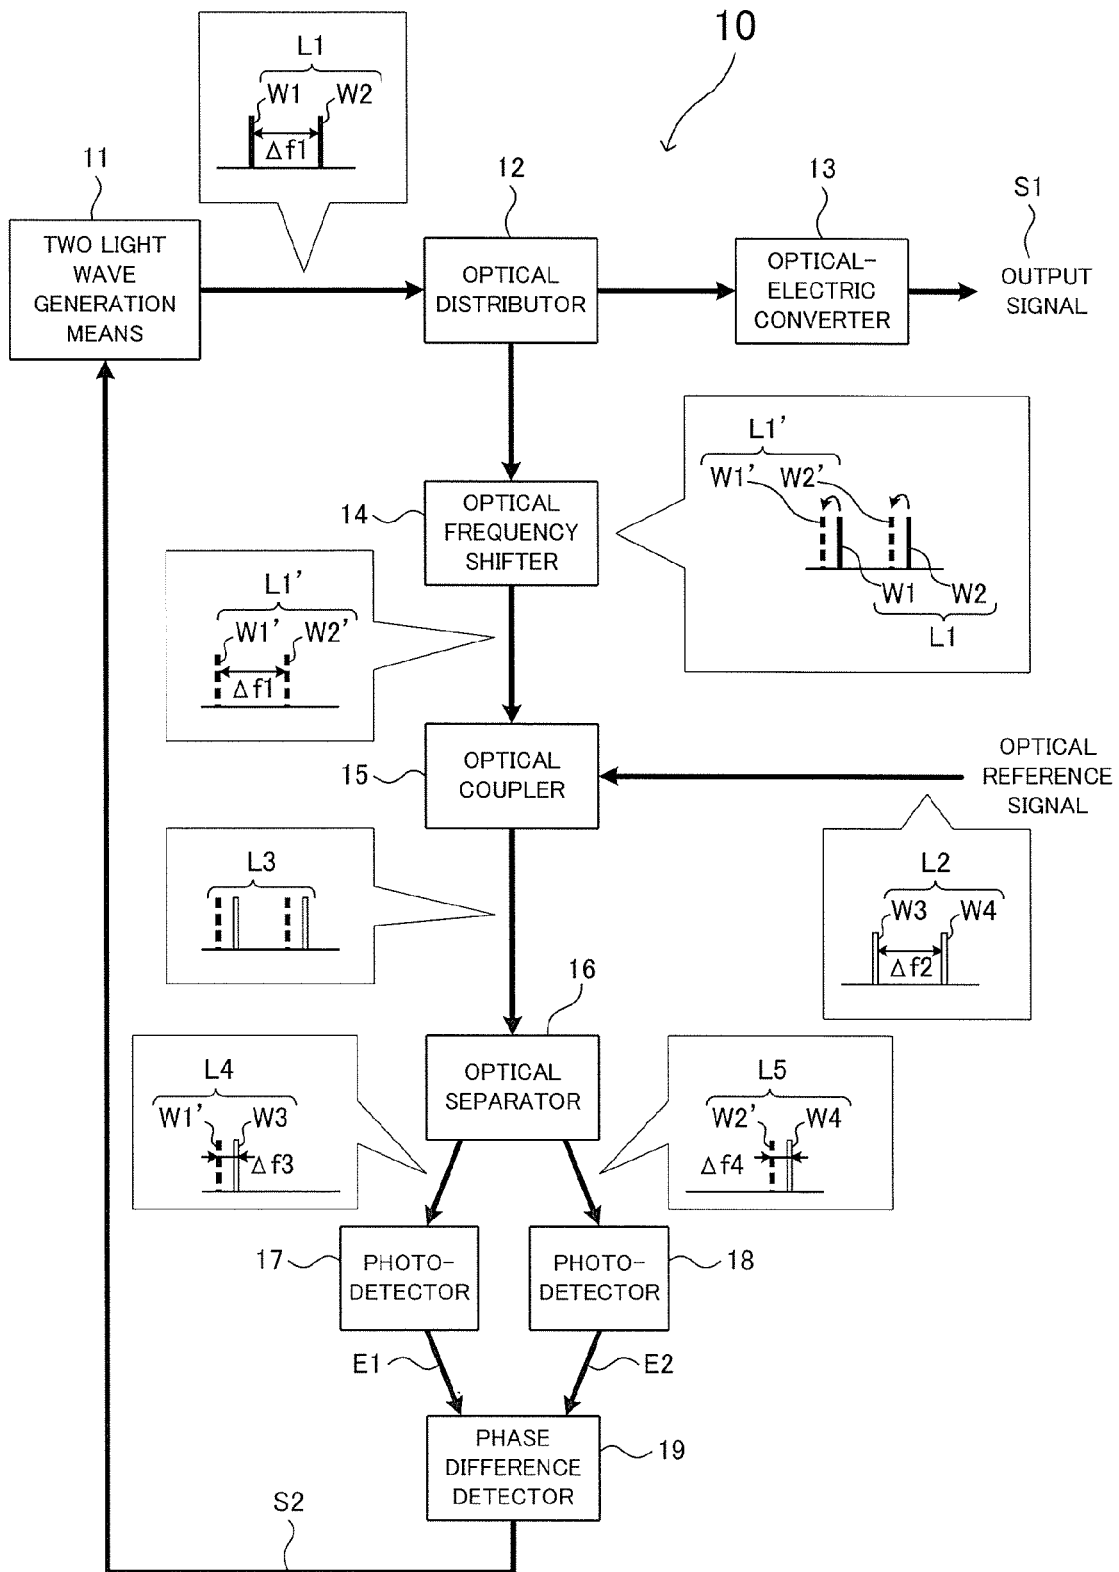 10
L1
W1 W2
Δf1
11
TWO LIGHT
WAVE
GENERATION
MEANS
12
OPTICAL
DISTRIBUTOR
13
OPTICAL-
ELECTRIC
CONVERTER
S1
OUTPUT
SIGNAL
14
OPTICAL
FREQUENCY
SHIFTER
L1'
W1' W2'
W1 W2
L1
L1'
W1' W2'
Δf1
15
OPTICAL
COUPLER
OPTICAL
REFERENCE
SIGNAL
L2
W3 W4
Δf2
L3
16
OPTICAL
SEPARATOR
L4
W1' W3
Δf3
L5
W2' W4
Δf4
17
PHOTO-
DETECTOR
18
PHOTO-
DETECTOR
E1
E2
19
PHASE
DIFFERENCE
DETECTOR
S2